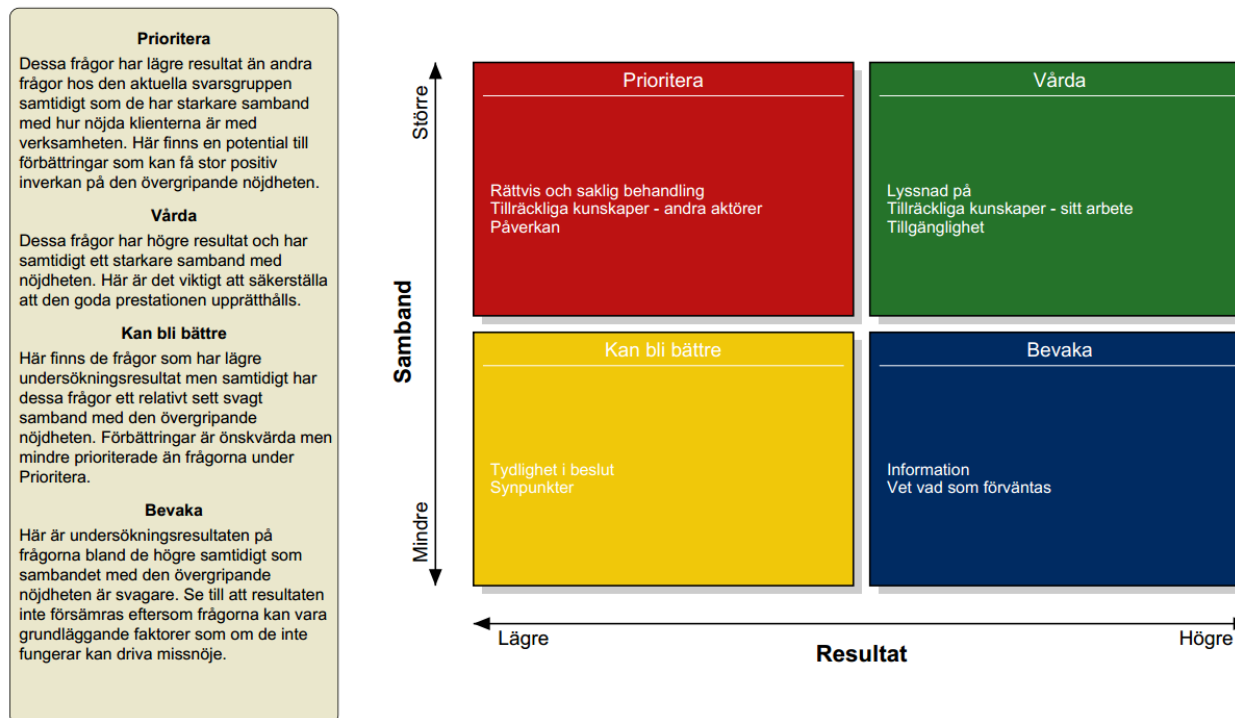 Prioritera
Dessa frågor har lägre resultat än andra
frågor hos den aktuella svarsgruppen
samtidigt som de har starkare samband
med hur nöjda klienterna är med
verksamheten. Här finns en potential till
förbättringar som kan få stor positiv
inverkan på den övergripande nöjdheten.
Vårda
Dessa frågor har högre resultat och har
samtidigt ett starkare samband med
nöjdheten. Här är det viktigt att säkerställa
att den goda prestationen upprätthålls.
Kan bli bättre
Här finns de frågor som har lägre
undersökningsresultat men samtidigt har
dessa frågor ett relativt sett svagt
samband med den övergripande
nöjdheten. Förbättringar är önskvärda men
mindre prioriterade än frågorna under
Prioritera.
Bevaka
Här är undersökningsresultaten på
frågorna bland de högre samtidigt som
sambandet med den övergripande
nöjdheten är svagare. Se till att resultaten
inte försämras eftersom frågorna kan vara
grundläggande faktorer som om de inte
fungerar kan driva missnöje.
Större
Samband
Mindre
Prioritera
Rättvis och saklig behandling
Tillräckliga kunskaper - andra aktörer
Påverkan
Vårda
Lyssnad på
Tillräckliga kunskaper - sitt arbete
Tillgänglighet
Kan bli bättre
Tydlighet i beslut
Synpunkter
Bevaka
Information
Vet vad som förväntas
Lägre
Resultat
Högre